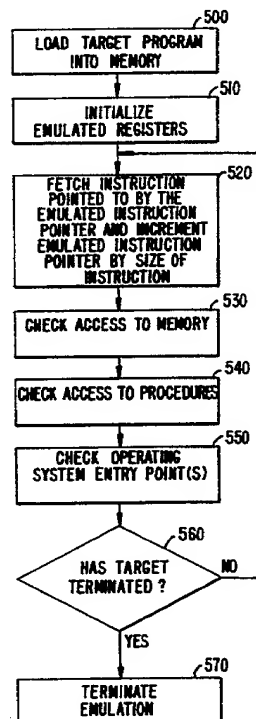 500
LOAD TARGET PROGRAM
INTO MEMORY
510
INITIALIZE
EMULATED REGISTERS
520
FETCH INSTRUCTION
POINTED TO BY THE
EMULATED INSTRUCTION
POINTER AND INCREMENT
EMULATED INSTRUCTION
POINTER BY SIZE OF
INSTRUCTION
530
CHECK ACCESS TO MEMORY
540
CHECK ACCESS TO PROCEDURES
550
CHECK OPERATING
SYSTEM ENTRY POINT(S)
560
HAS TARGET
TERMINATED ?
NO
YES
570
TERMINATE
EMULATION